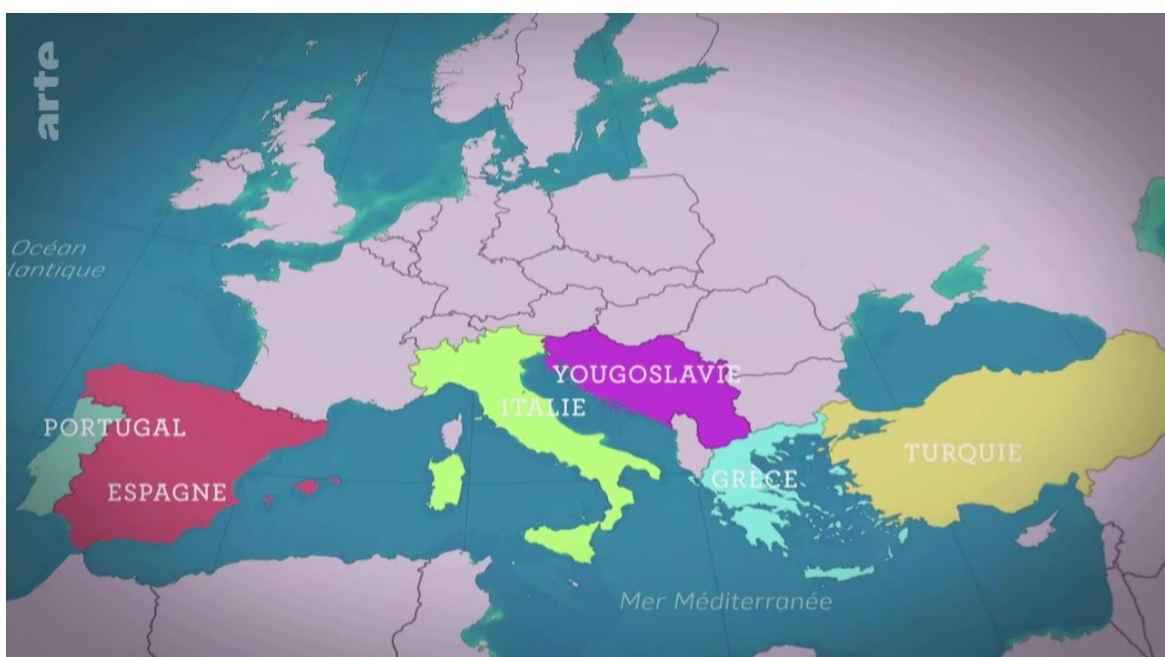 arte
Océan
lantique
PORTUGAL
ESPAGNE
ITALIE
YOUGOSLAVIE
GRÈCE
TURQUIE
Mer Méditerranée